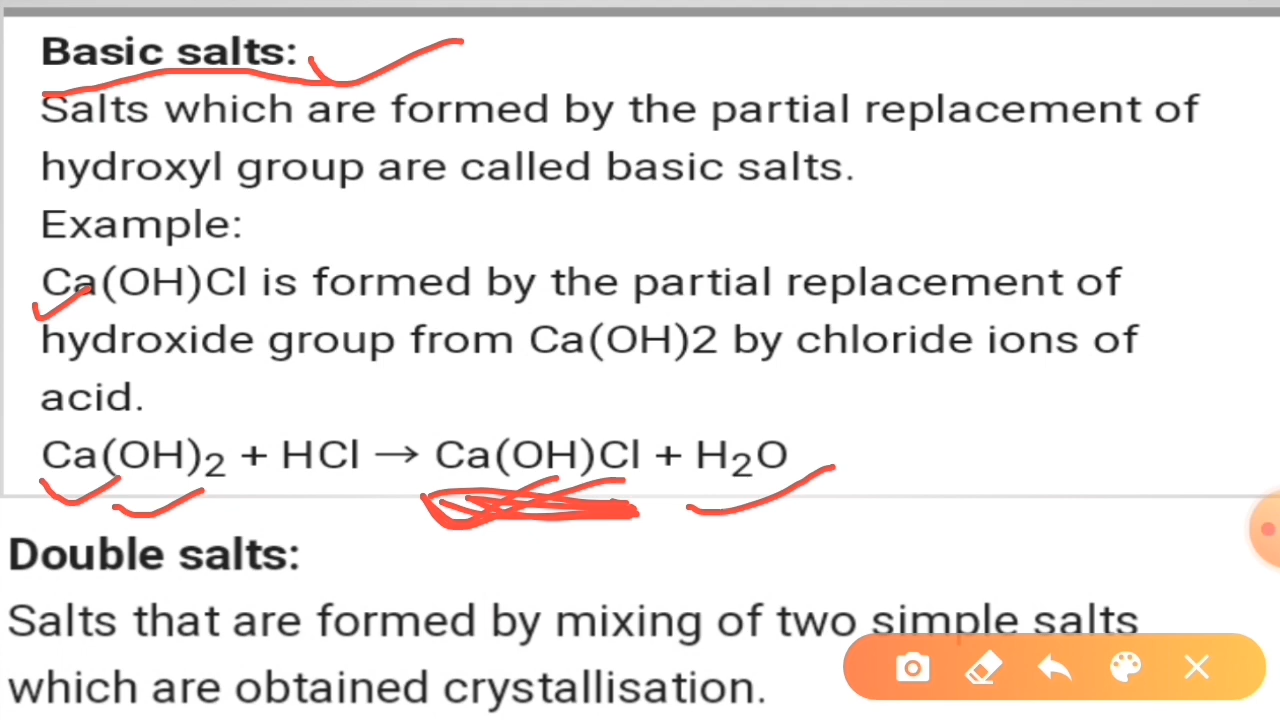 Basic salts:
Salts which are formed by the partial replacement of
hydroxyl group are called basic salts.
Example:
Ca(OH)Cl is formed by the partial replacement of
hydroxide group from Ca(OH)2 by chloride ions of
acid.
Ca(OH)₂ + HCl → Ca(OH)Cl + H₂O
Double salts:
Salts that are formed by mixing of two simple salts
which are obtained crystallisation.